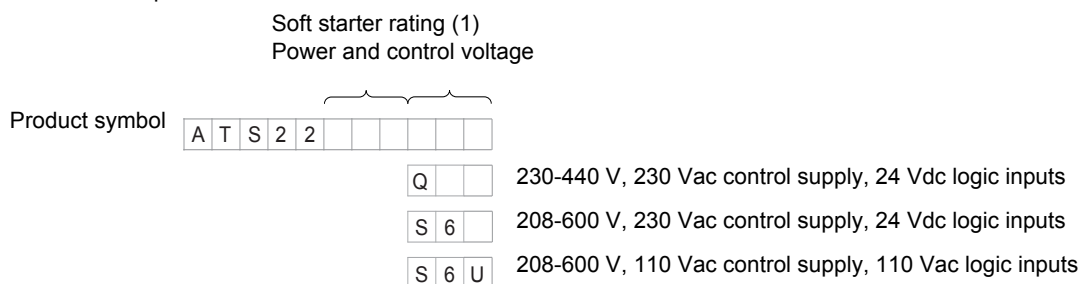 Soft starter rating (1)
Power and control voltage
Product symbol A T S 2 2
Q 230-440 V, 230 Vac control supply, 24 Vdc logic inputs
S 6 208-600 V, 230 Vac control supply, 24 Vdc logic inputs
S 6 U 208-600 V, 110 Vac control supply, 110 Vac logic inputs